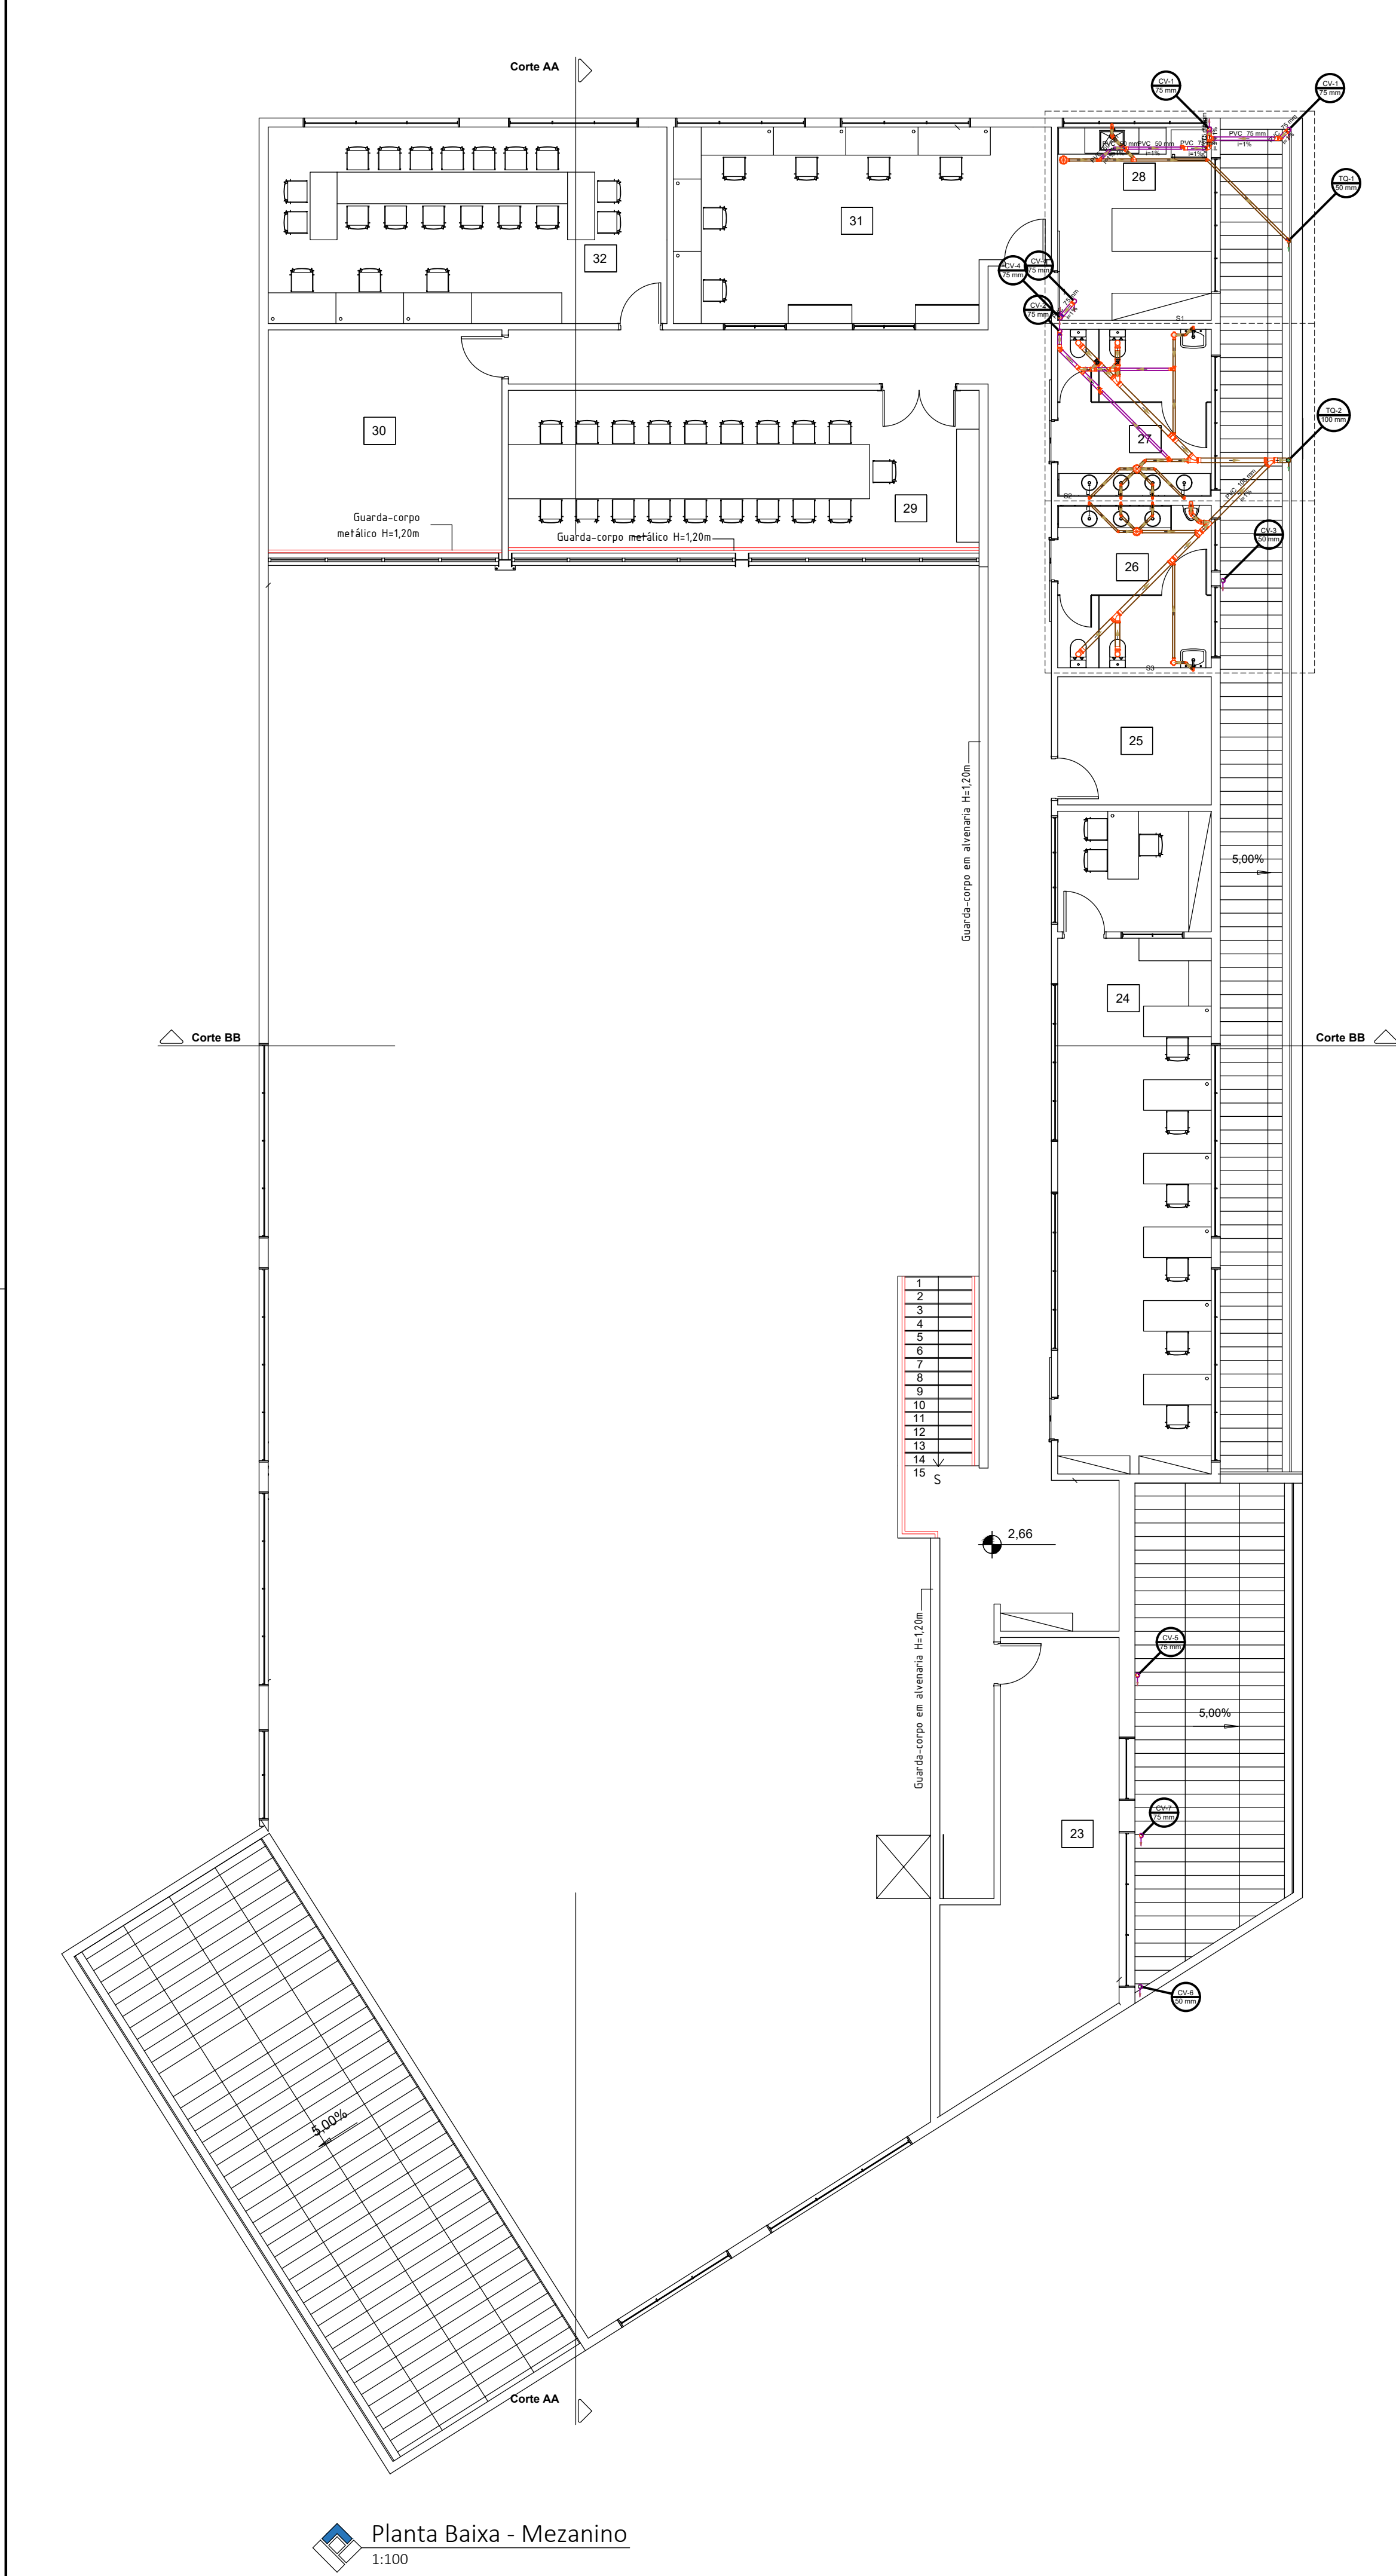 Corte AA
CV-1
75 mm
CV-1
75 mm
PVC 75 mm
i=1%
PVC 50 mm
i=1%
28
TQ-1
50 mm
31
32
CV-4
75 mm
75 mm
75 mm
S1
30
27
TQ-2
100 mm
29
S2
PVC 100 mm
i=1%
Guarda-corpo
metálico H=1,20m
Guarda-corpo metálico H=1,20m
CV-3
50 mm
26
S3
25
Guarda-corpo em alvenaria H=1,20m
5,00%
24
Corte BB
Corte BB
1
2
3
4
5
6
7
8
9
10
11
12
13
14
15
S
2,66
Guarda-corpo em alvenaria H=1,20m
CV-5
75 mm
5,00%
CV-7
75 mm
23
CV-6
50 mm
5,00%
Corte AA
Planta Baixa - Mezanino
1:100